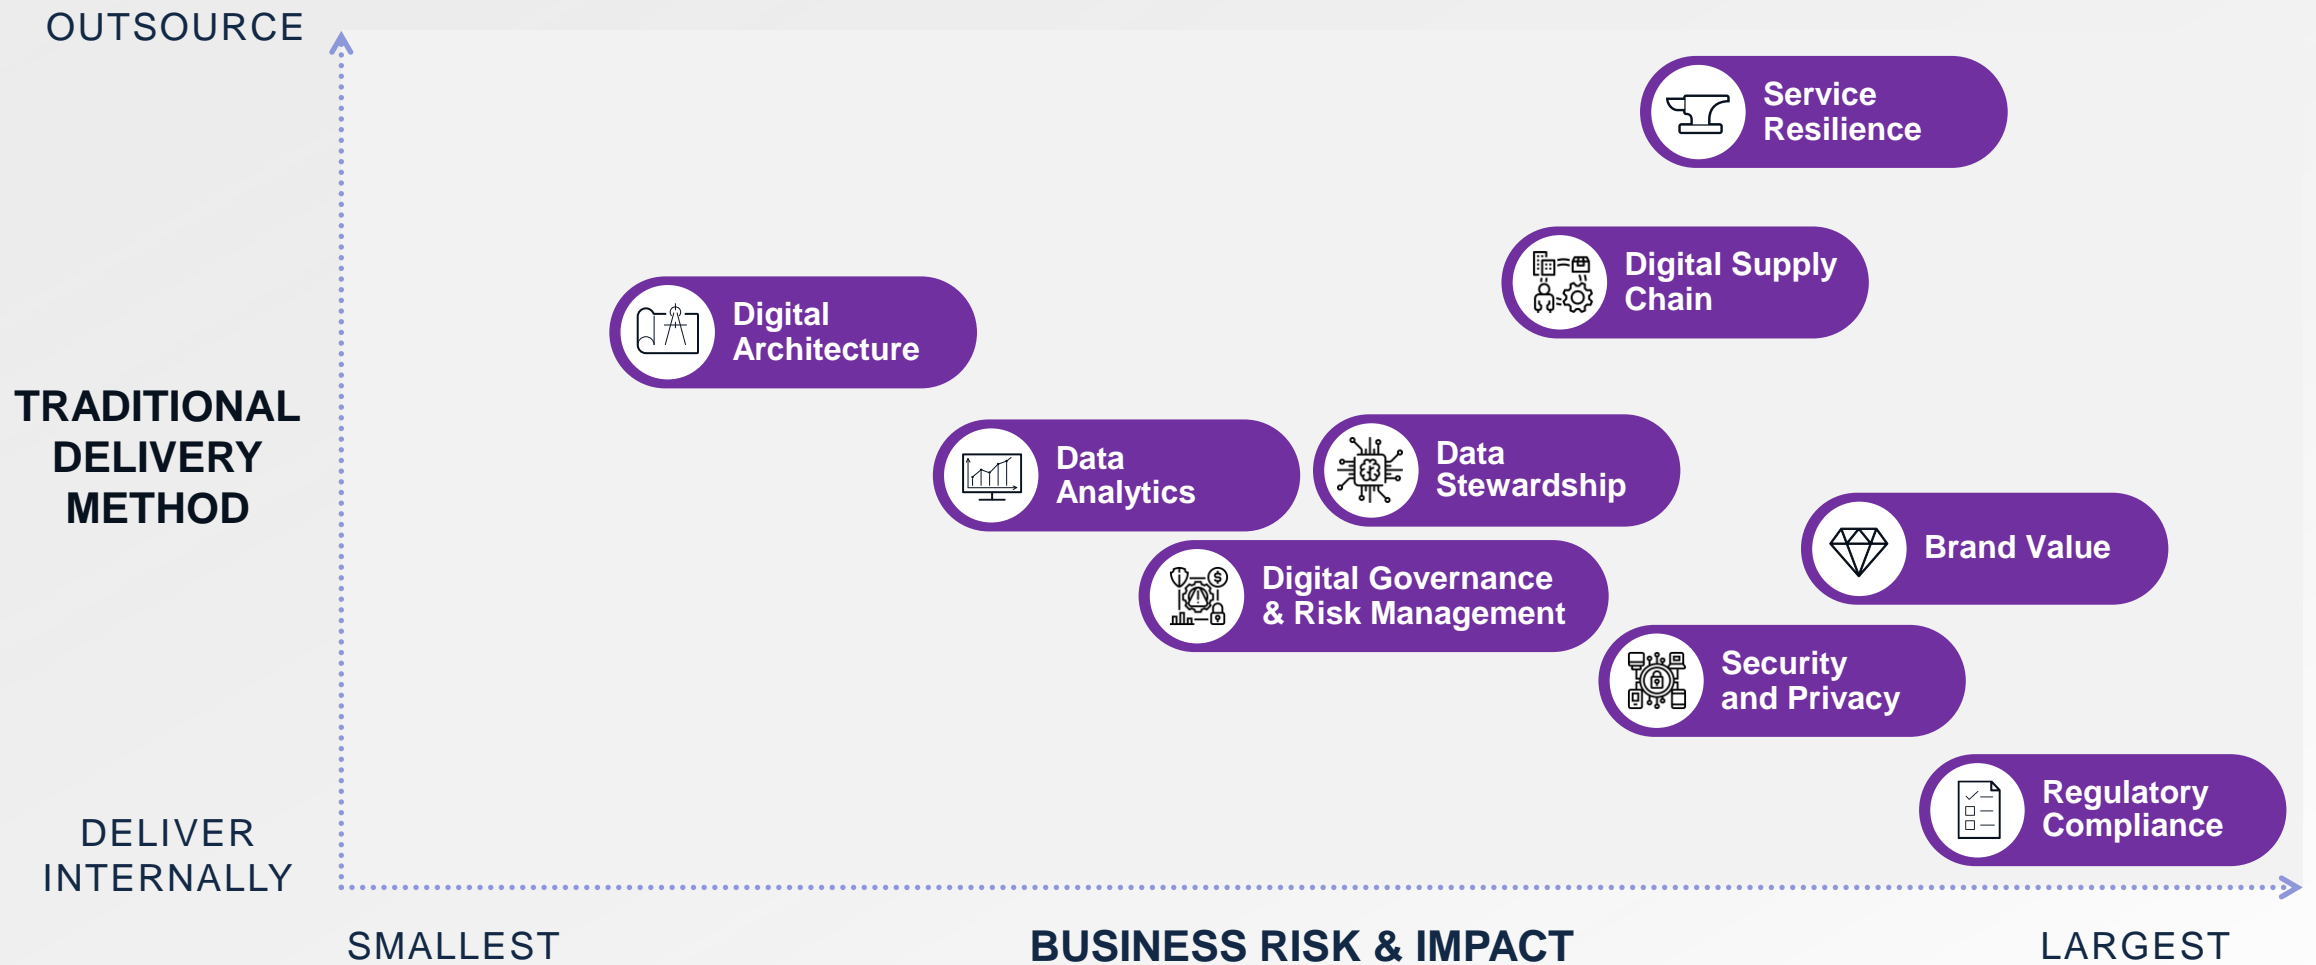 OUTSOURCE
Service
Resilience
Digital Supply
Chain
Digital
Architecture
TRADITIONAL
DELIVERY
METHOD
Data
Analytics
Data
Stewardship
Brand Value
Digital Governance
& Risk Management
Security
and Privacy
Regulatory
Compliance
DELIVER
INTERNALLY
SMALLEST
BUSINESS RISK & IMPACT
LARGEST